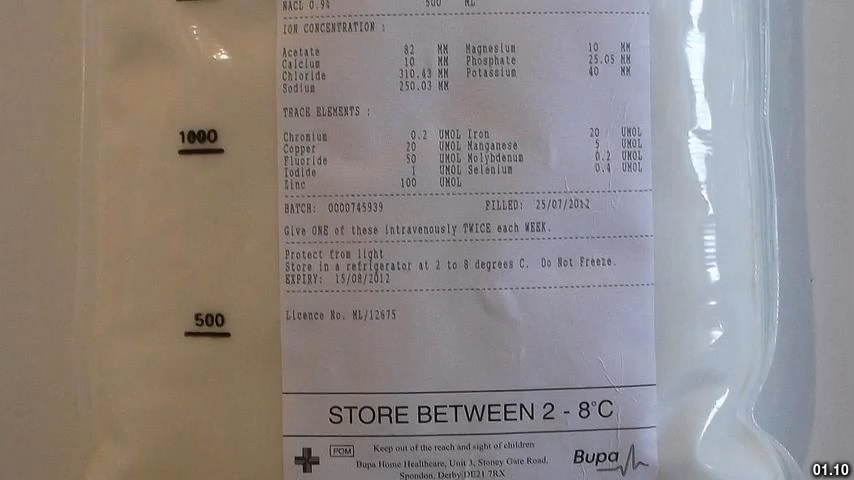 NACL 0.9% 500 ML
ION CONCENTRATION :
Acetate 82 MM Magnesium 10 MM
Calcium 10 MM Phosphate 25.05 MM
Chloride 310.43 MM Potassium 40 MM
Sodium 250.03 MM
TRACE ELEMENTS :
Chromium 0.2 UMOL Iron 20 UMOL
Copper 20 UMOL Manganese 5 UMOL
Fluoride 50 UMOL Molybdenum 0.2 UMOL
Iodide 1 UMOL Selenium 0.4 UMOL
Zinc 100 UMOL
BATCH: 0000745939 FILLED: 25/07/2012
Give ONE of these intravenously TWICE each WEEK.
Protect from light
Store in a refrigerator at 2 to 8 degrees C. Do Not Freeze.
EXPIRY: 15/08/2012
Licence No. ML/12675
STORE BETWEEN 2 - 8°C
POM Keep out of the reach and sight of children
Bupa Home Healthcare, Unit 3, Stoney Gate Road,
Spondon, Derby DE21 7RX
Bupa
1000
500
01.10